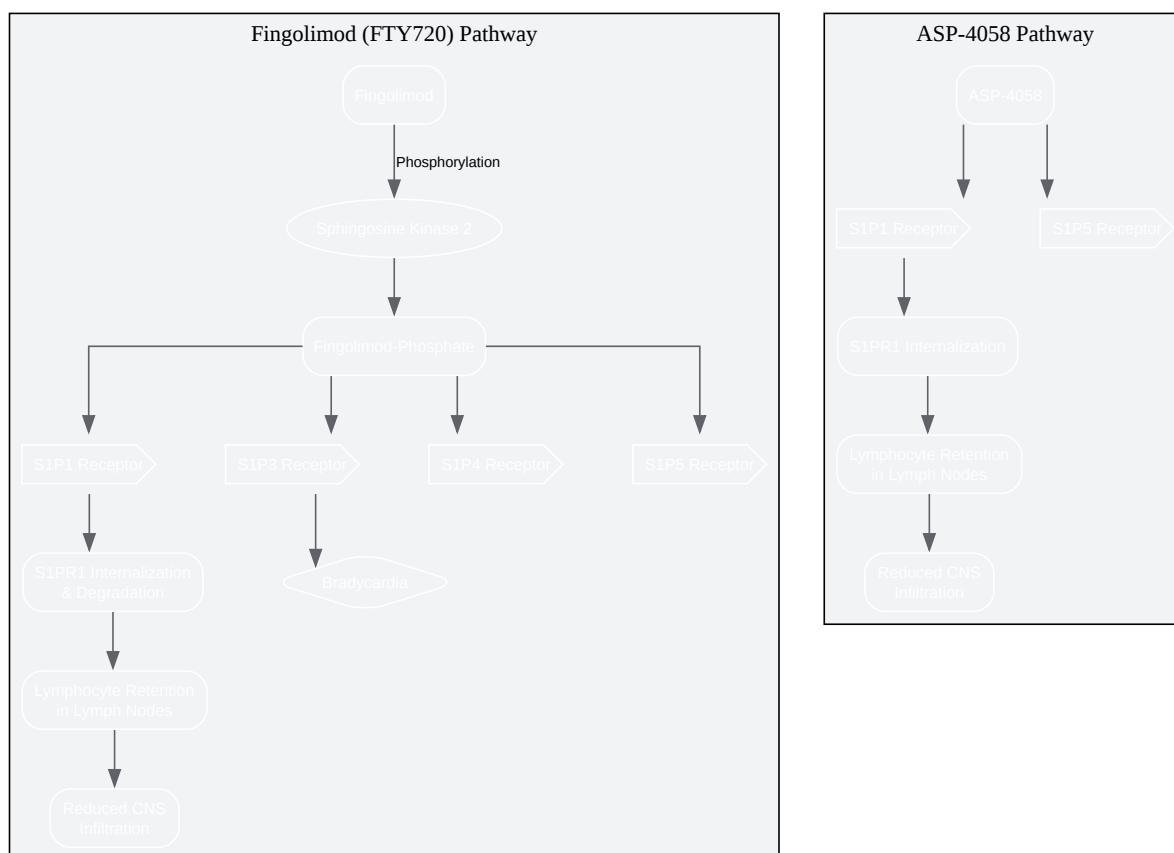 Fingolimod (FTY720) Pathway
Fingolimod
Phosphorylation
Sphingosine Kinase 2
Fingolimod-Phosphate
S1P1 Receptor
S1P3 Receptor
S1P4 Receptor
S1P5 Receptor
S1PR1 Internalization
& Degradation
Bradycardia
Lymphocyte Retention
in Lymph Nodes
Reduced CNS
Infiltration
ASP-4058 Pathway
ASP-4058
S1P1 Receptor
S1P5 Receptor
S1PR1 Internalization
Lymphocyte Retention
in Lymph Nodes
Reduced CNS
Infiltration